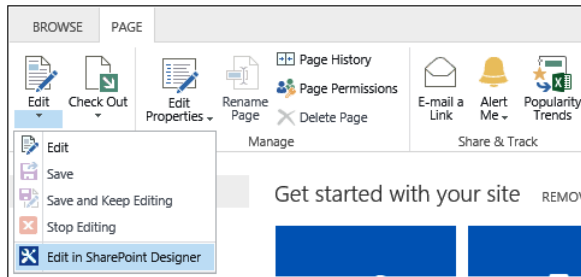 BROWSE PAGE
Edit
Check Out
Edit
Properties
Rename
Page
Page History
Page Permissions
Delete Page
E-mail a
Link
Alert
Me
Popularity
Trends
Manage
Share & Track
Edit
Save
Save and Keep Editing
Stop Editing
Edit in SharePoint Designer
Get started with your site REMOV